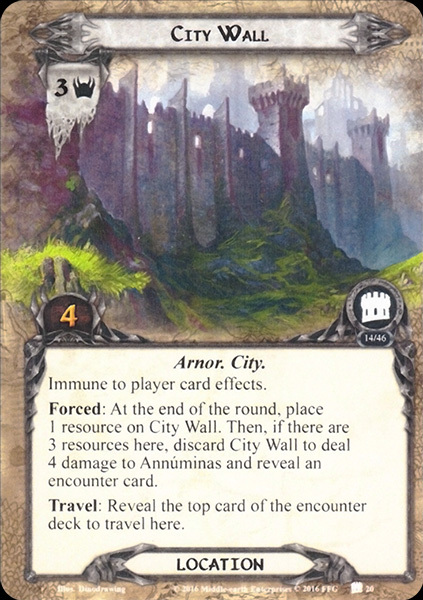 CITY WALL
3
4
14/46
Arnor. City.
Immune to player card effects.
Forced: At the end of the round, place
1 resource on City Wall. Then, if there are
3 resources here, discard City Wall to deal
4 damage to Annúminas and reveal an
encounter card.
Travel: Reveal the top card of the encounter
deck to travel here.
LOCATION
Illus. Disodrawing © 2016 Middle-earth Enterprises © 2016 FFG 20